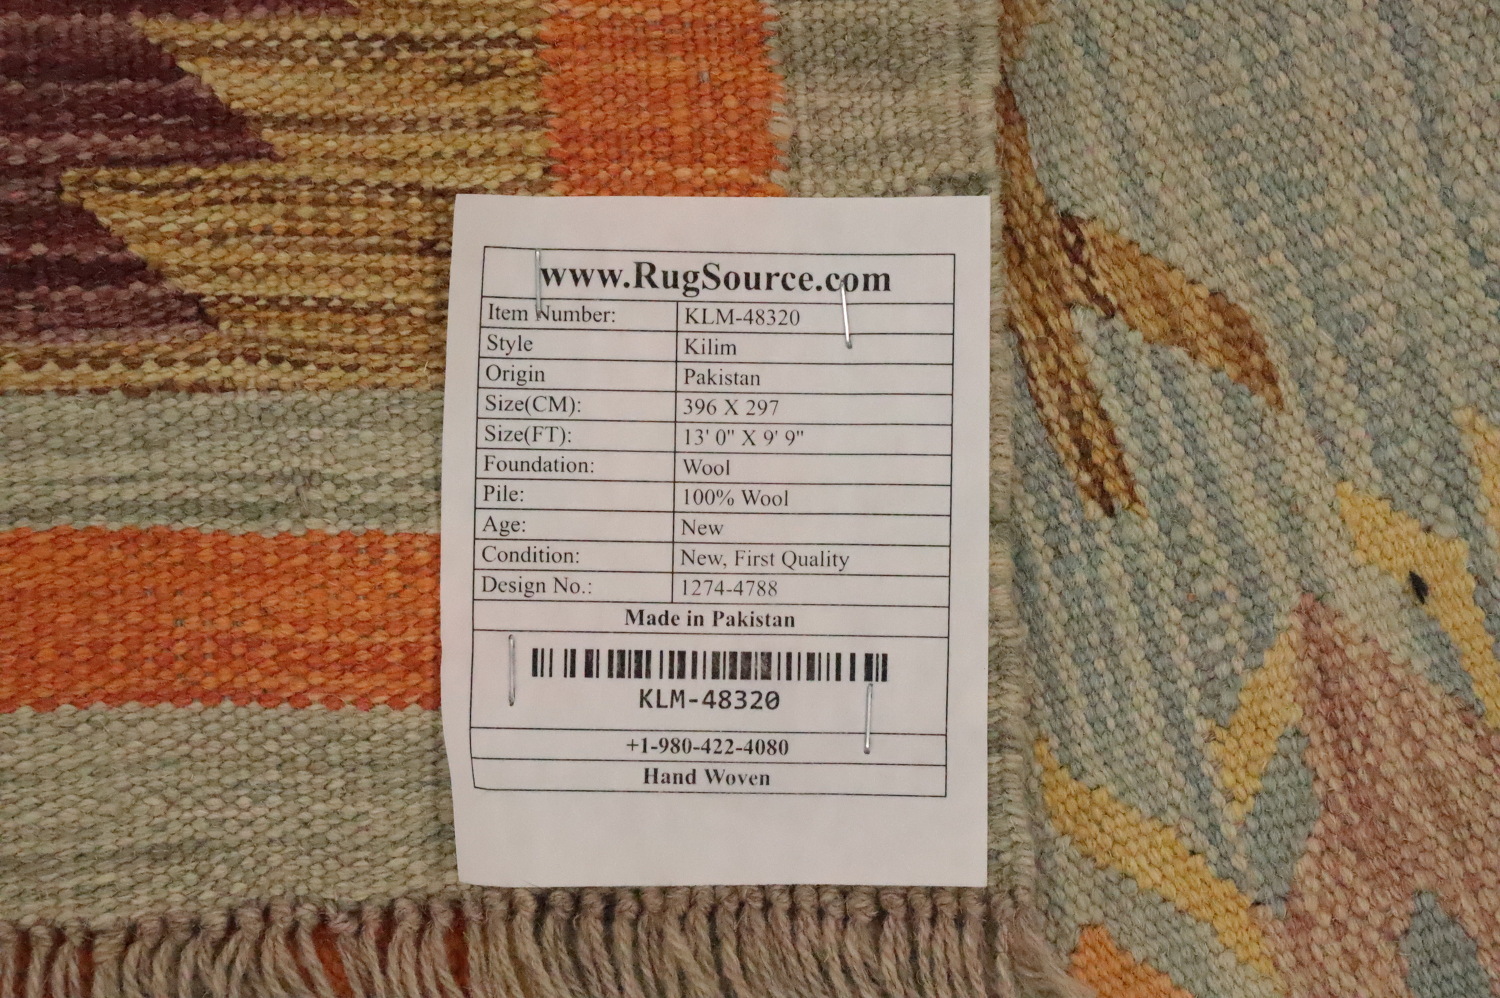 www.RugSource.com
Item Number: KLM-48320
Style Kilim
Origin Pakistan
Size(CM): 396 X 297
Size(FT): 13' 0" X 9' 9"
Foundation: Wool
Pile: 100% Wool
Age: New
Condition: New, First Quality
Design No.: 1274-4788
Made in Pakistan
KLM-48320
+1-980-422-4080
Hand Woven